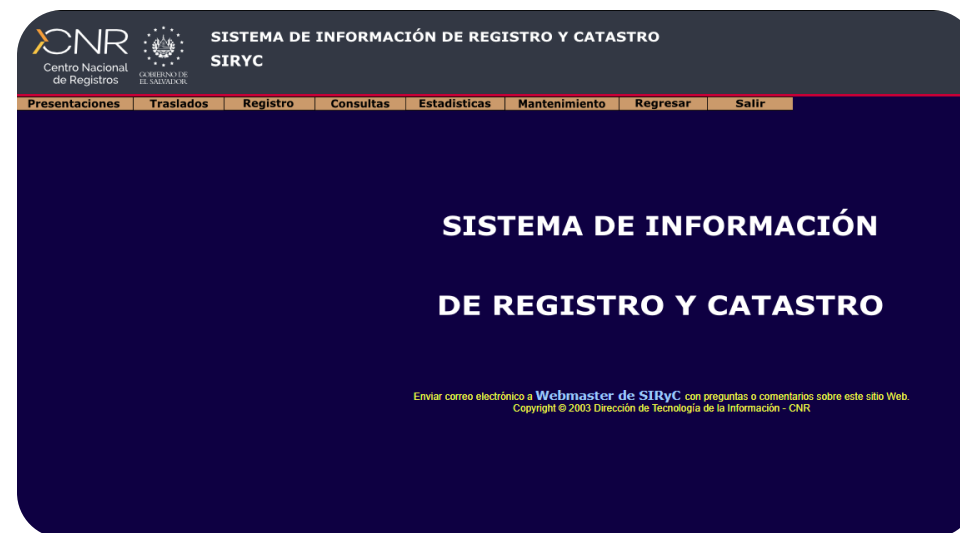 CNR
Centro Nacional
de Registros
GOBIERNO DE
EL SALVADOR
SISTEMA DE INFORMACIÓN DE REGISTRO Y CATASTRO
SIRYC
Presentaciones Traslados Registro Consultas Estadisticas Mantenimiento Regresar Salir
SISTEMA DE INFORMACIÓN
DE REGISTRO Y CATASTRO
Enviar correo electrónico a Webmaster de SIRyC con preguntas o comentarios sobre este sitio Web.
Copyright © 2003 Dirección de Tecnología de la Información - CNR